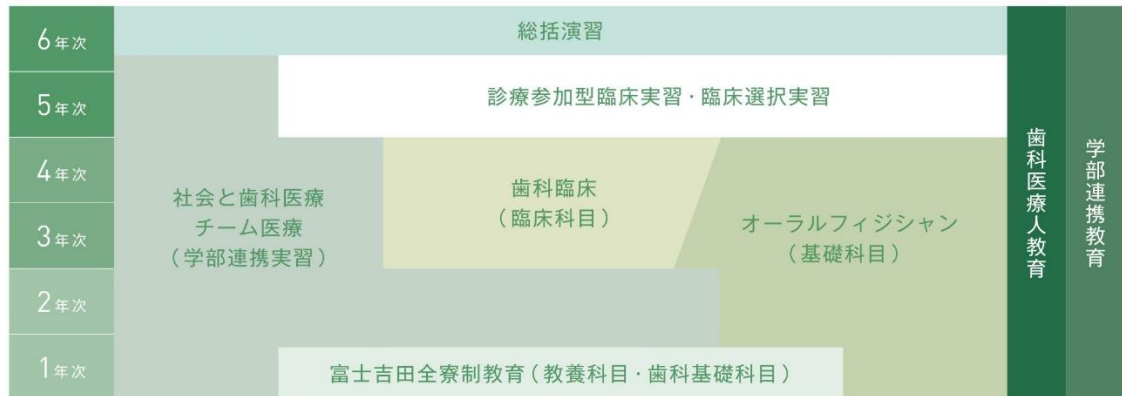 6年次
総括演習
5年次
診療参加型臨床実習・臨床選択実習
4年次
3年次
社会と歯科医療
チーム医療
（学部連携実習）
歯科臨床
（臨床科目）
オーラルフィジシャン
（基礎科目）
2年次
1年次
富士吉田全寮制教育（教養科目・歯科基礎科目）
歯科医療人教育
学部連携教育